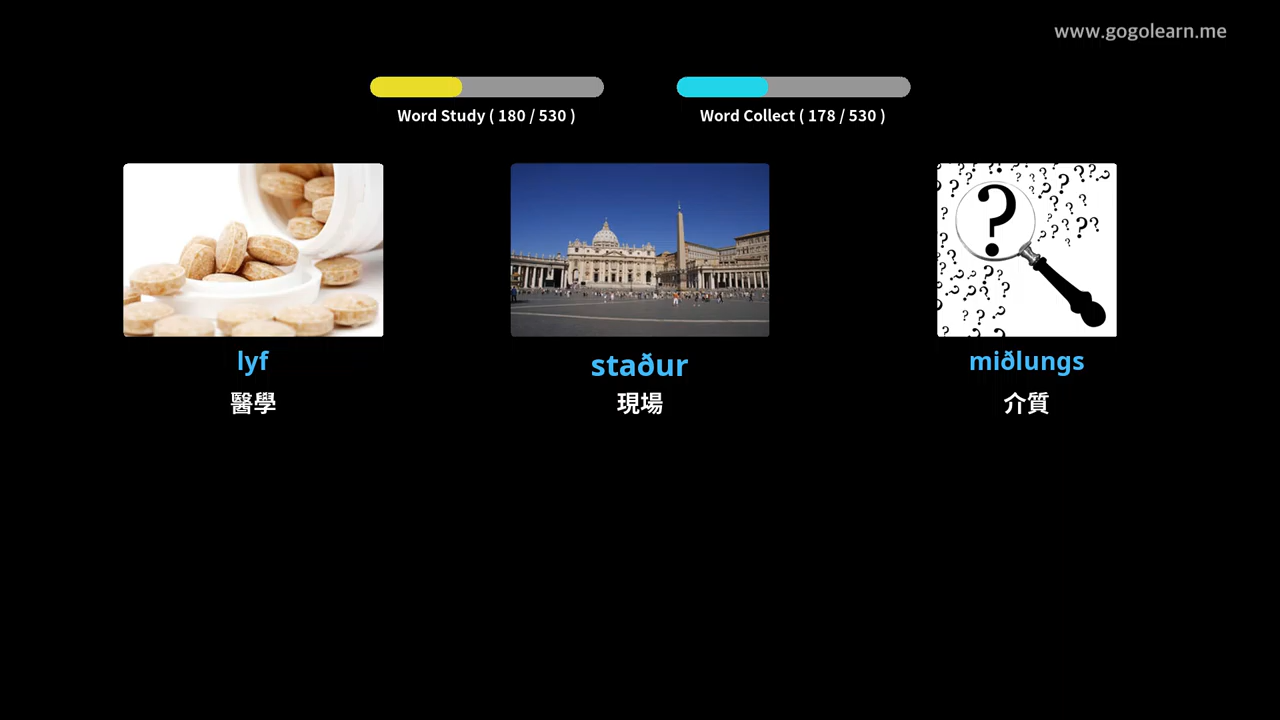 www.gogolearn.me
Word Study ( 180 / 530 )
Word Collect ( 178 / 530 )
lyf
staður
miðlungs
醫學
現場
介質